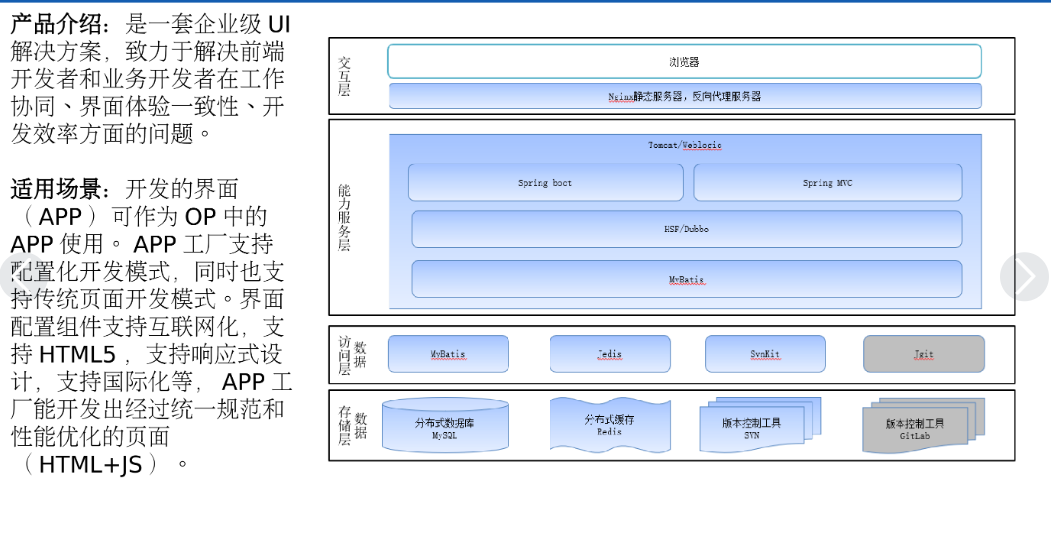 产品介绍：是一套企业级 UI
解决方案，致力于解决前端
开发者和业务开发者在工作
协同、界面体验一致性、开
发效率方面的问题。
适用场景：开发的界面
（APP）可作为 OP 中的
APP 使用。 APP 工厂支持
配置化开发模式，同时也支
持传统页面开发模式。界面
配置组件支持互联网化，支
持 HTML5 ，支持响应式设
计，支持国际化等， APP 工
厂能开发出经过统一规范和
性能优化的页面
（HTML+JS） 。
交互层
浏览器
Nginx静态服务器，反向代理服务器
能力服务层
Tomcat/Weblogic
Spring boot
Spring MVC
HSF/Dubbo
MyBatis
数据访问层
MyBatis
Jedis
SvnKit
Jgit
数据存储层
分布式数据库
MySQL
分布式缓存
Redis
版本控制工具
SVN
版本控制工具
GitLab